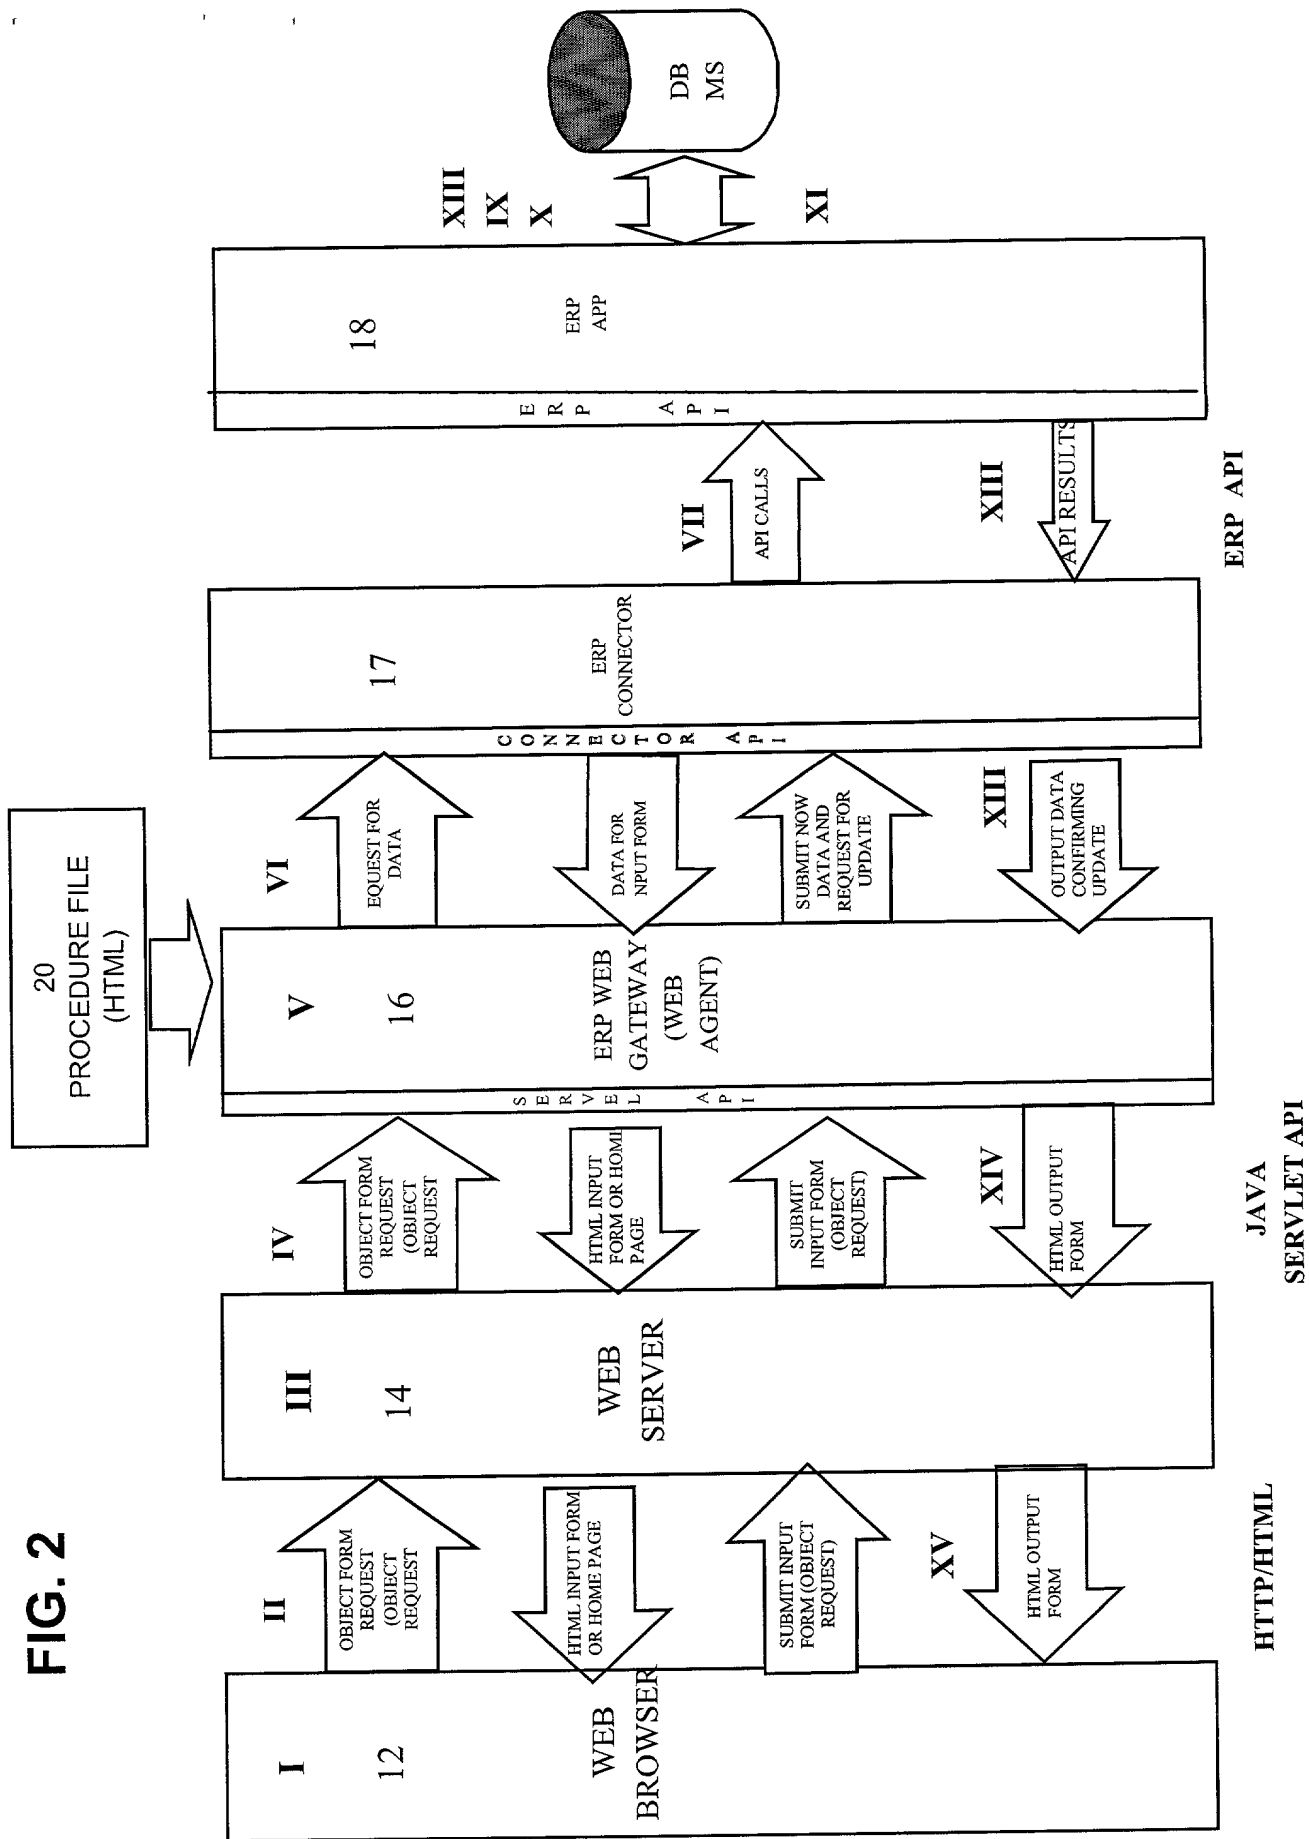 FIG. 2
20
PROCEDURE FILE
(HTML)
I
12
WEB
BROWSER
II
OBJECT FORM
REQUEST
(OBJECT
REQUEST
HTML INPUT FORM
OR HOME PAGE
SUBMIT INPUT
FORM (OBJECT
REQUEST)
XV
HTML OUTPUT
FORM
HTTP/HTML
III
14
WEB
SERVER
IV
OBJECT FORM
REQUEST
(OBJECT
REQUEST
HTML INPUT
FORM OR HOME
PAGE
SUBMIT
INPUT FORM
(OBJECT
REQUEST)
XIV
HTML OUTPUT
FORM
JAVA
SERVLET API
SERVEL API
V
16
ERP WEB
GATEWAY
(WEB
AGENT)
VI
EQUEST FOR
DATA
DATA FOR
NPUT FORM
SUBMIT NOW
DATA AND
REQUEST FOR
UPDATE
XIII
OUTPUT DATA
CONFIRMING
UPDATE
CONNECTOR API
17
ERP
CONNECTOR
VII
API CALLS
XIII
API RESULTS
ERP API
ERP API
18
ERP
APP
XIII
IX
X
XI
DB
MS